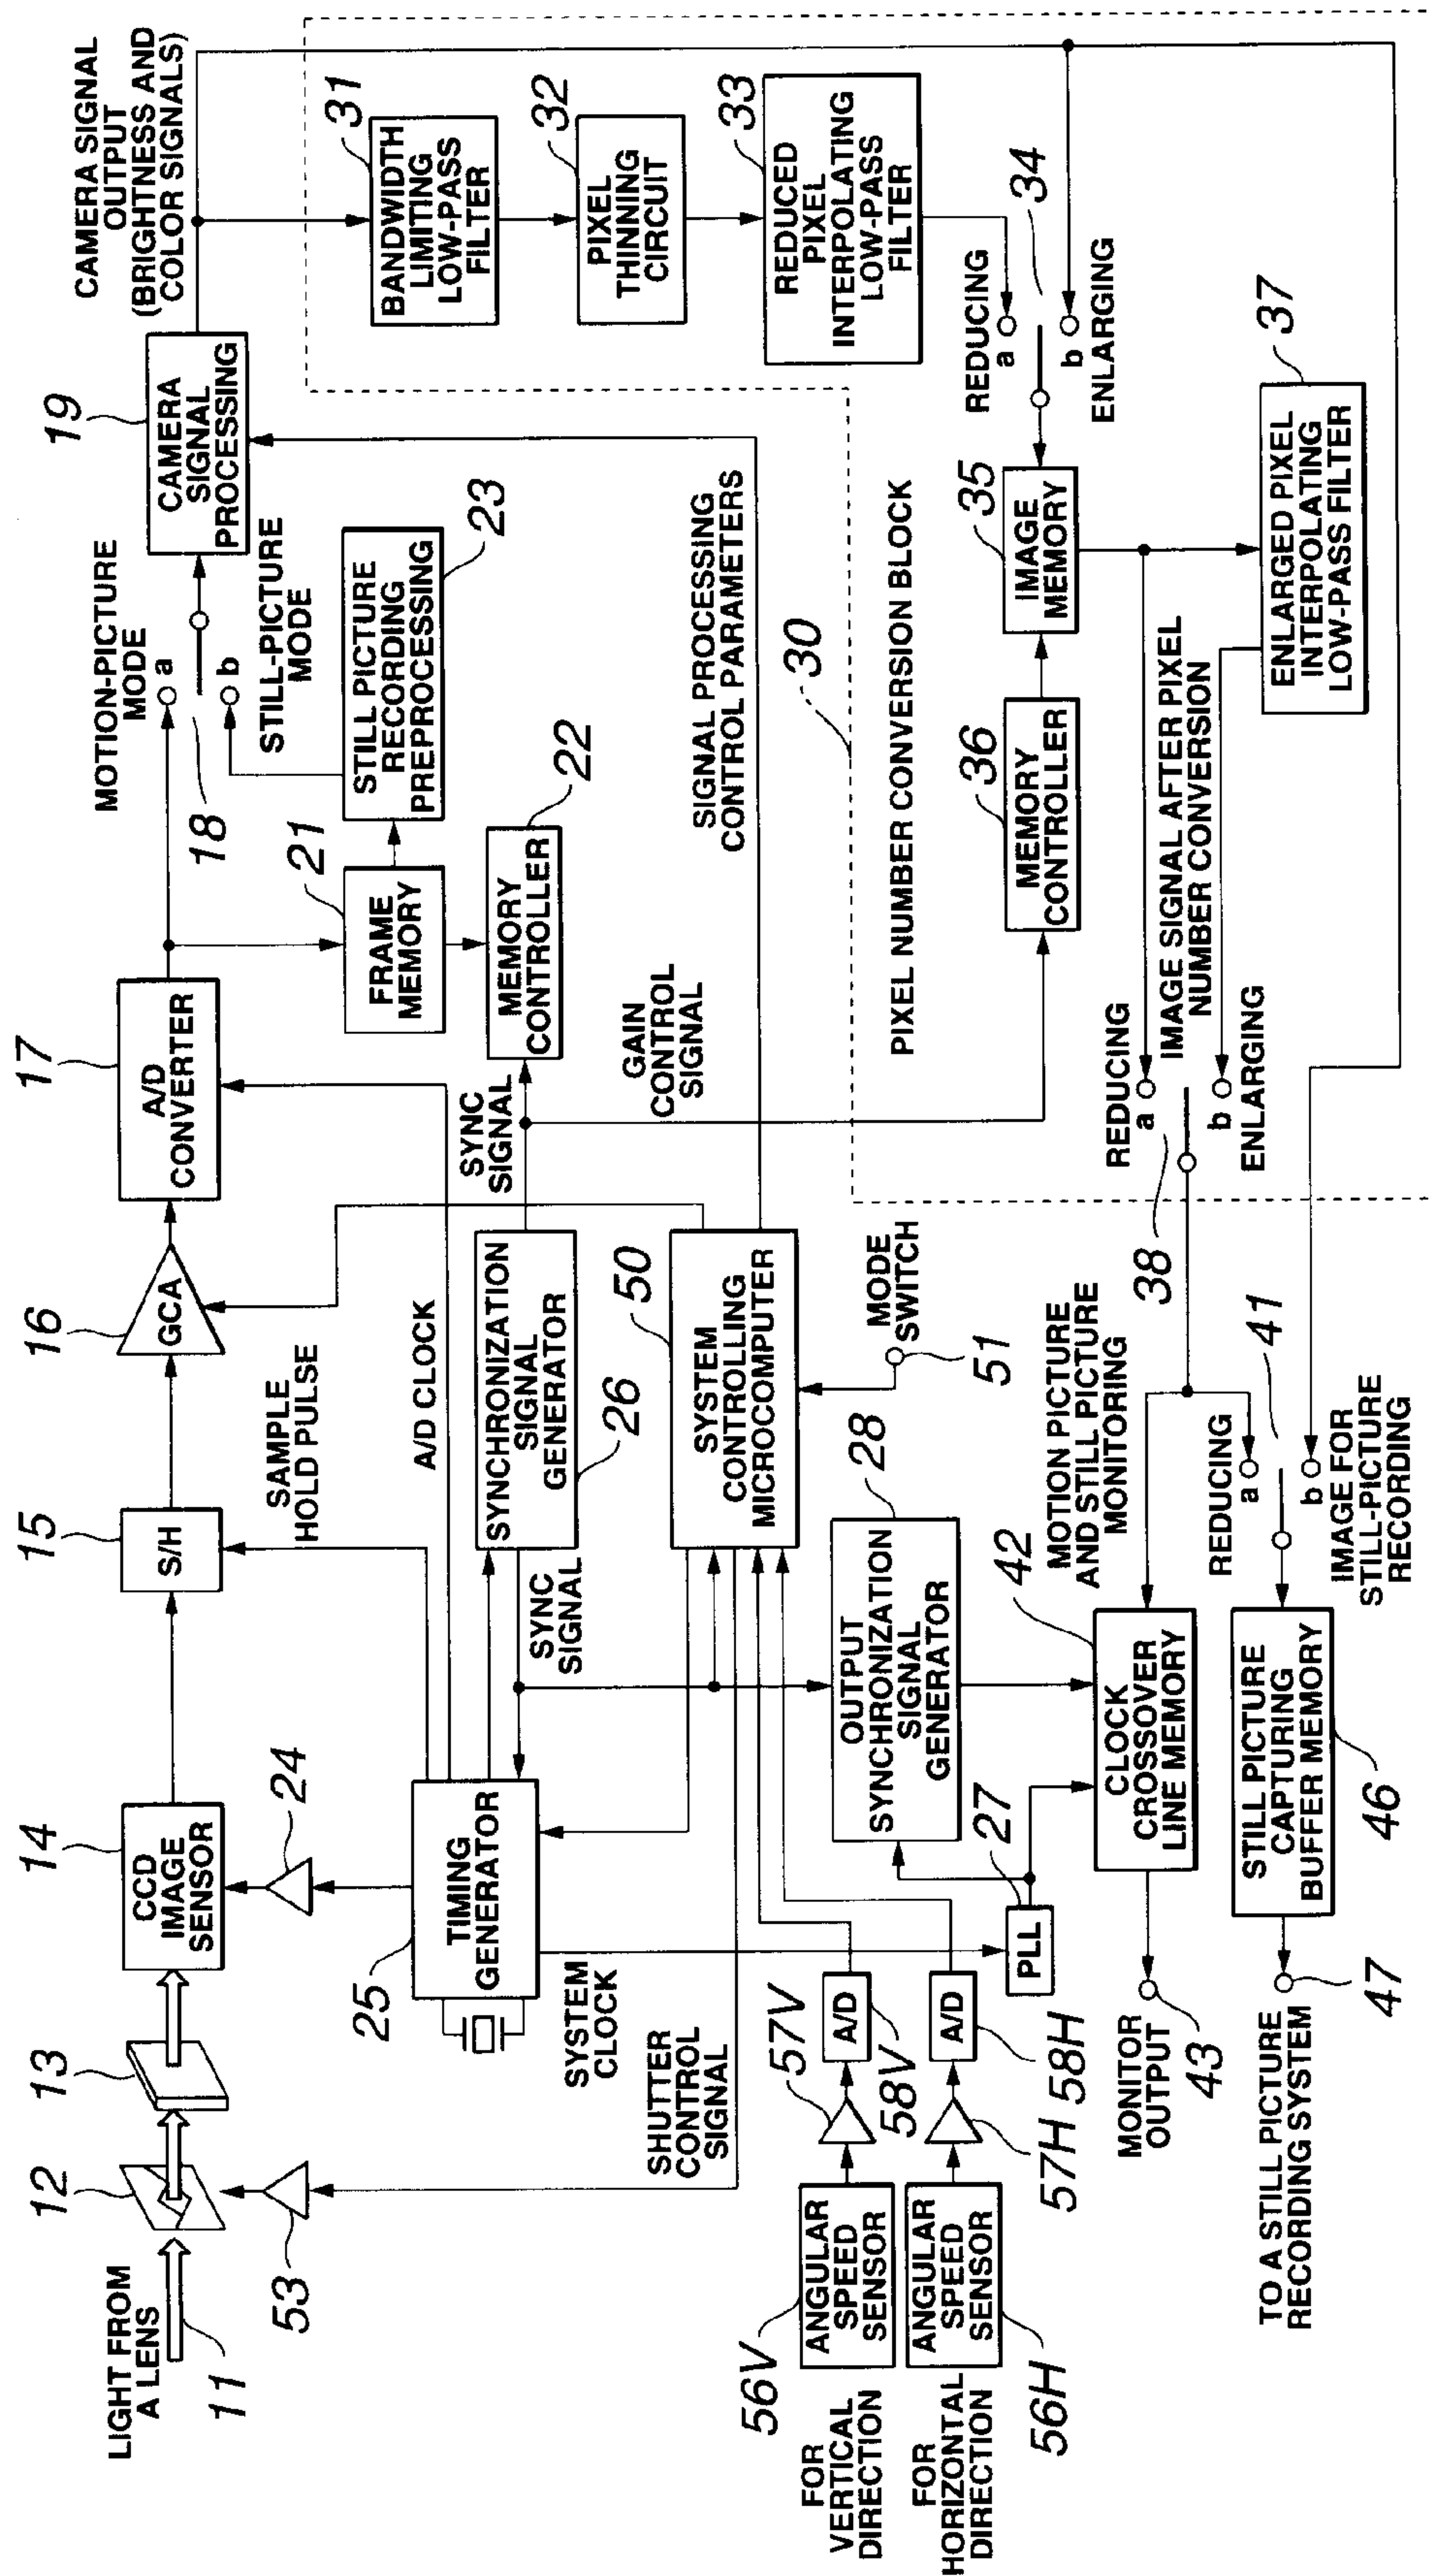 LIGHT FROM
A LENS
11
12
13
14
15
16
17
18
19
53
CCD
IMAGE
SENSOR
24
S/H
SAMPLE
HOLD PULSE
GCA
A/D
CONVERTER
MOTION-PICTURE
MODE
a
b
STILL-PICTURE
MODE
CAMERA
SIGNAL
PROCESSING
CAMERA SIGNAL
OUTPUT
(BRIGHTNESS AND
COLOR SIGNALS)
FRAME
MEMORY
21
STILL PICTURE
RECORDING
PREPROCESSING
23
MEMORY
CONTROLLER
22
TIMING
GENERATOR
25
A/D CLOCK
SYNC
SIGNAL
SYNCHRONIZATION
SIGNAL
GENERATOR
26
SYNC
SIGNAL
GAIN
CONTROL
SIGNAL
SYSTEM
CLOCK
SHUTTER
CONTROL
SIGNAL
SYSTEM
CONTROLLING
MICROCOMPUTER
50
MODE
SWITCH
51
SIGNAL PROCESSING
CONTROL PARAMETERS
30
PIXEL NUMBER CONVERSION BLOCK
BANDWIDTH
LIMITING
LOW-PASS
FILTER
31
PIXEL
THINNING
CIRCUIT
32
REDUCED
PIXEL
INTERPOLATING
LOW-PASS
FILTER
33
REDUCING
a
34
b
ENLARGING
IMAGE
MEMORY
35
MEMORY
CONTROLLER
36
ENLARGED PIXEL
INTERPOLATING
LOW-PASS FILTER
37
REDUCING
a
IMAGE SIGNAL AFTER PIXEL
NUMBER CONVERSION
b
ENLARGING
38
FOR
VERTICAL
DIRECTION
56V
ANGULAR
SPEED
SENSOR
57V
A/D
58V
FOR
HORIZONTAL
DIRECTION
56H
ANGULAR
SPEED
SENSOR
57H
A/D
58H
PLL
27
OUTPUT
SYNCHRONIZATION
SIGNAL
GENERATOR
28
MOTION PICTURE
AND STILL PICTURE
MONITORING
CLOCK
CROSSOVER
LINE MEMORY
42
MONITOR
OUTPUT
43
REDUCING
a
41
b
IMAGE FOR
STILL-PICTURE
RECORDING
STILL PICTURE
CAPTURING
BUFFER MEMORY
46
47
TO A STILL PICTURE
RECORDING SYSTEM